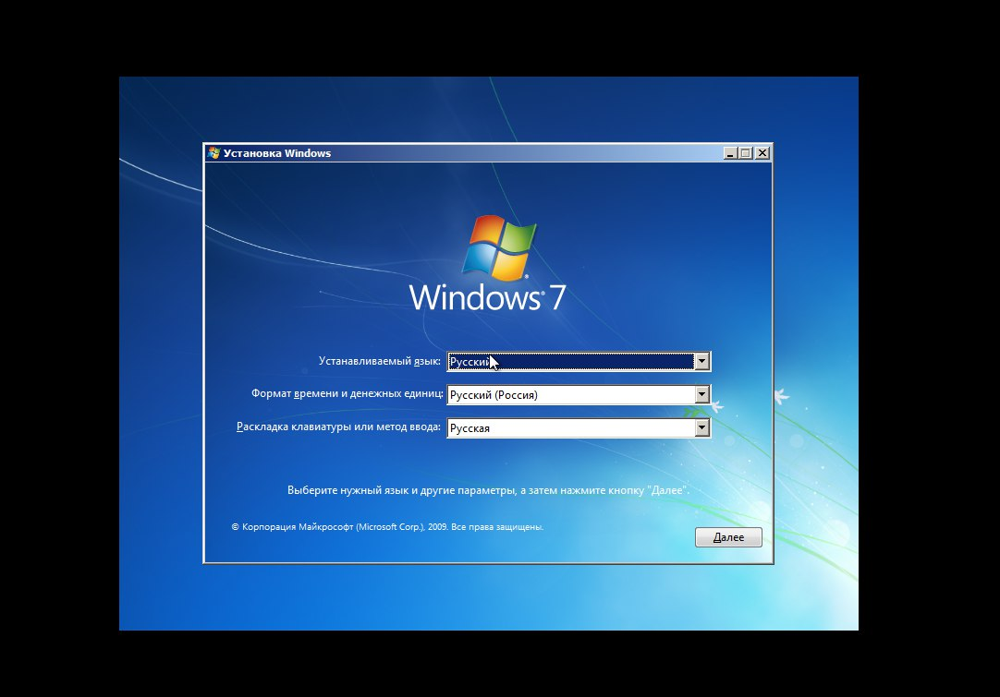 Установка Windows
Windows® 7
Устанавливаемый язык: Русский
Формат времени и денежных единиц: Русский (Россия)
Раскладка клавиатуры или метод ввода: Русская
Выберите нужный язык и другие параметры, а затем нажмите кнопку "Далее".
© Корпорация Майкрософт (Microsoft Corp.), 2009. Все права защищены.
Далее